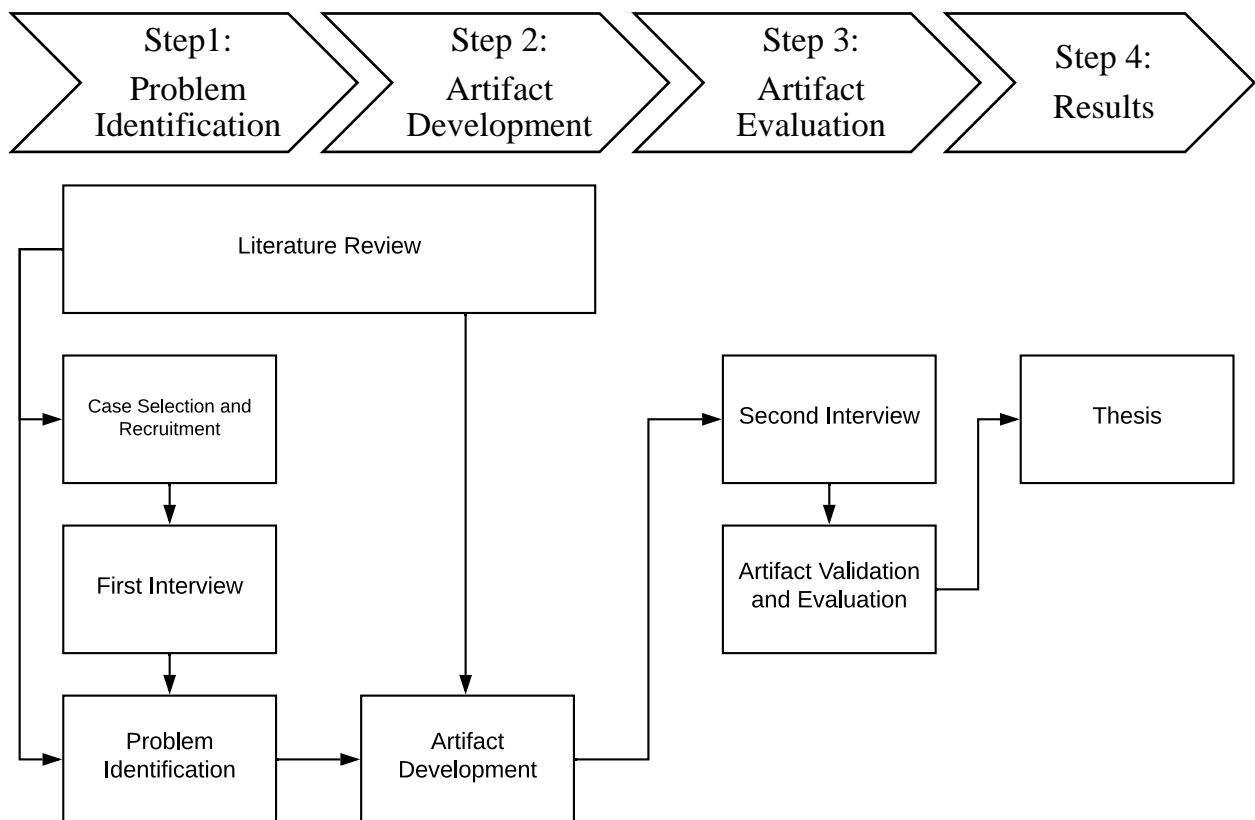 Step1:
Problem
Identification
Step 2:
Artifact
Development
Step 3:
Artifact
Evaluation
Step 4:
Results
Literature Review
Case Selection and
Recruitment
Second Interview
Thesis
First Interview
Artifact Validation
and Evaluation
Problem
Identification
Artifact
Development